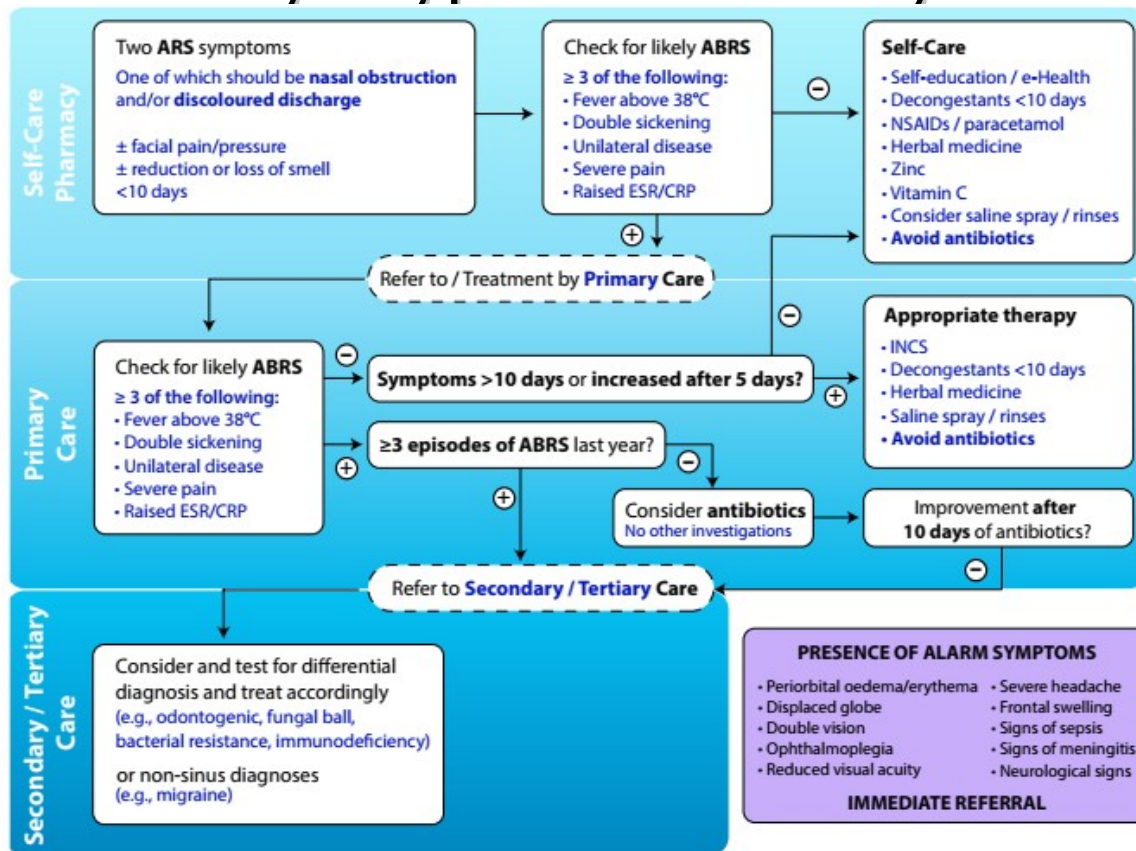 Self-Care
Pharmacy
Two ARS symptoms
One of which should be nasal obstruction
and/or discoloured discharge
± facial pain/pressure
± reduction or loss of smell
<10 days
Check for likely ABRS
≥ 3 of the following:
• Fever above 38°C
• Double sickening
• Unilateral disease
• Severe pain
• Raised ESR/CRP
−
+
Self-Care
• Self-education / e-Health
• Decongestants <10 days
• NSAIDs / paracetamol
• Herbal medicine
• Zinc
• Vitamin C
• Consider saline spray / rinses
• Avoid antibiotics
Refer to / Treatment by Primary Care
Primary
Care
Check for likely ABRS
≥ 3 of the following:
• Fever above 38°C
• Double sickening
• Unilateral disease
• Severe pain
• Raised ESR/CRP
−
+
Symptoms >10 days or increased after 5 days?
−
+
Appropriate therapy
• INCS
• Decongestants <10 days
• Herbal medicine
• Saline spray / rinses
• Avoid antibiotics
≥3 episodes of ABRS last year?
−
+
Consider antibiotics
No other investigations
Improvement after
10 days of antibiotics?
−
Refer to Secondary / Tertiary Care
Secondary / Tertiary
Care
Consider and test for differential
diagnosis and treat accordingly
(e.g., odontogenic, fungal ball,
bacterial resistance, immunodeficiency)
or non-sinus diagnoses
(e.g., migraine)
PRESENCE OF ALARM SYMPTOMS
• Periorbital oedema/erythema
• Displaced globe
• Double vision
• Ophthalmoplegia
• Reduced visual acuity
• Severe headache
• Frontal swelling
• Signs of sepsis
• Signs of meningitis
• Neurological signs
IMMEDIATE REFERRAL